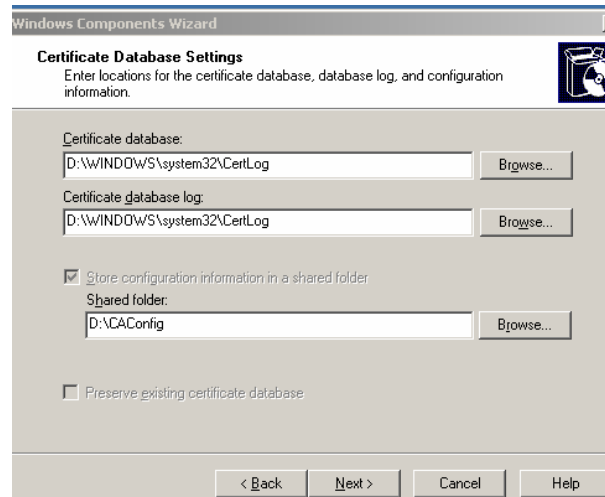 Windows Components Wizard
Certificate Database Settings
Enter locations for the certificate database, database log, and configuration
information.
Certificate database:
D:\WINDOWS\system32\CertLog
Browse...
Certificate database log:
D:\WINDOWS\system32\CertLog
Browse...
Store configuration information in a shared folder
Shared folder:
D:\CAConfig
Browse...
Preserve existing certificate database
< Back
Next >
Cancel
Help